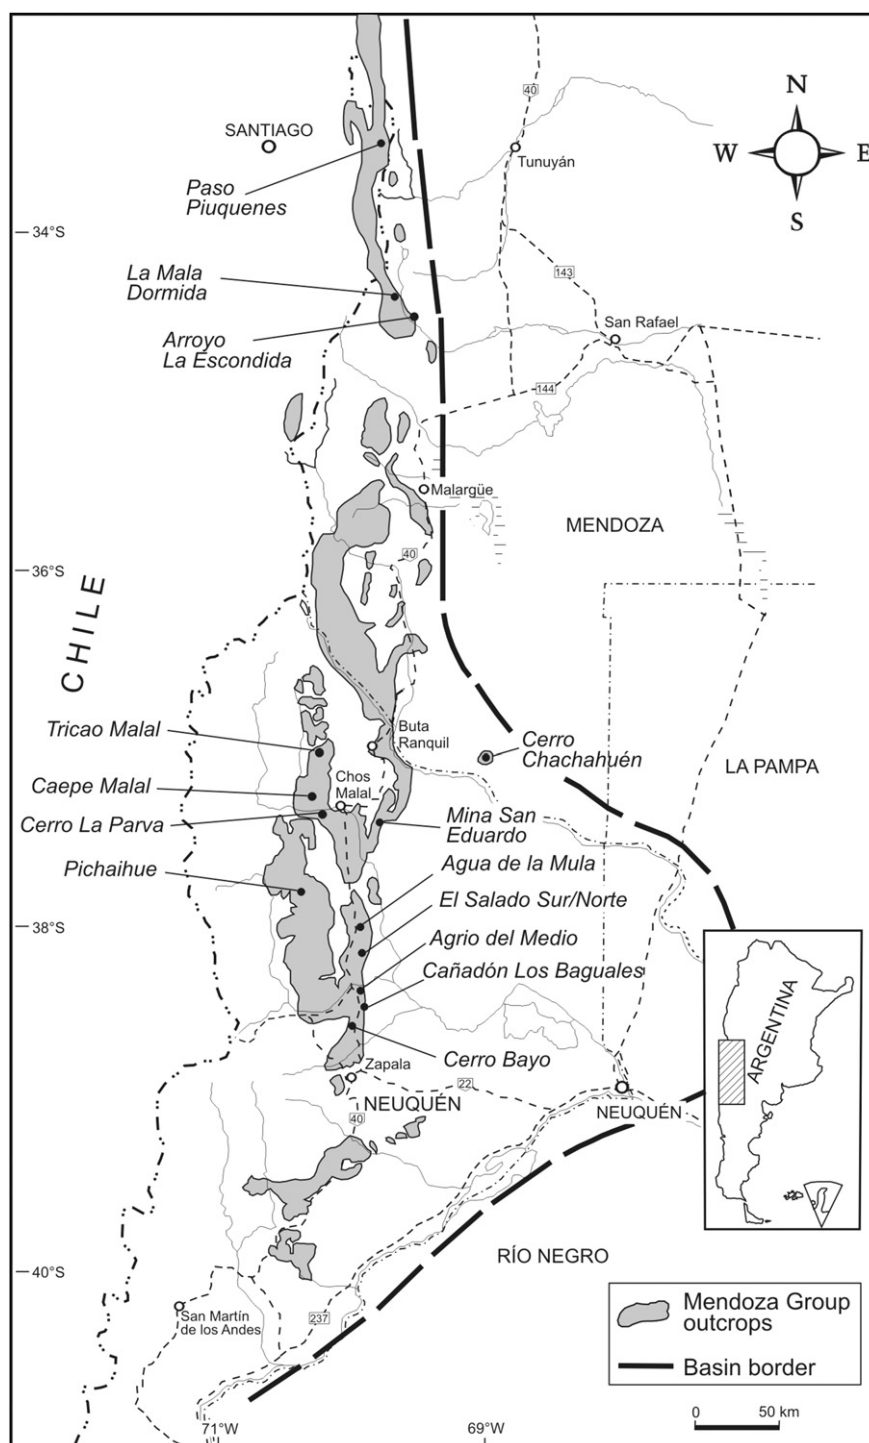 40
N
SANTIAGO
W
E
Tunuyán
Paso
Piuquenes
S
34°S
La Mala
Dormida
143
San Rafael
Arroyo
La Escondida
144
Malargüe
MENDOZA
40
36°S
CHILE
Tricao Malal
Buta
Ranquil
Cerro
Chachahuén
LA PAMPA
Caepe Malal
Chos
Malal
Cerro La Parva
Mina San
Eduardo
Pichaihue
Agua de la Mula
El Salado Sur/Norte
38°S
Agrio del Medio
Cañadón Los Baguales
ARGENTINA
Cerro Bayo
Zapala
22
NEUQUÉN
NEUQUÉN
40
RÍO NEGRO
40°S
San Martín
de los Andes
237
Mendoza Group
outcrops
Basin border
71°W
69°W
0
50 km